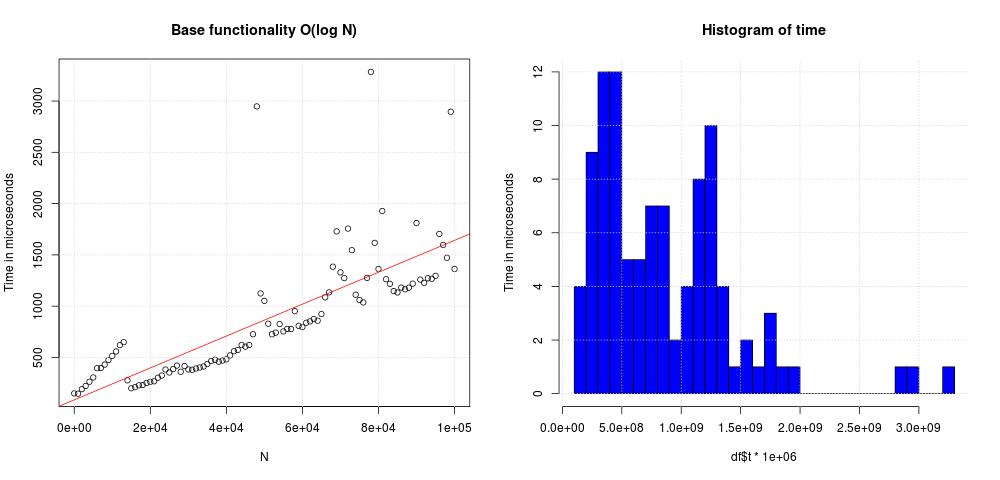 Base functionality O(log N)
Time in microseconds
3000
2500
2000
1500
1000
500
0e+00 2e+04 4e+04 6e+04 8e+04 1e+05
N
Histogram of time
Time in microseconds
12
10
8
6
4
2
0
0.0e+00 5.0e+08 1.0e+09 1.5e+09 2.0e+09 2.5e+09 3.0e+09
df$t * 1e+06